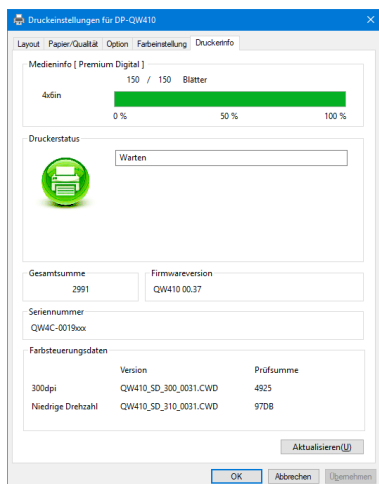 Druckeinstellungen für DP-QW410
Layout Papier/Qualität Option Farbeinstellung Druckerinfo
Medieninfo [ Premium Digital ]
150 / 150 Blätter
4x6in
0 % 50 % 100 %
Druckerstatus
Warten
Gesamtsumme Firmwareversion
2991 QW410 00.37
Seriennummer
QW4C-0019xxx
Farbsteuerungsdaten
Version Prüfsumme
300dpi QW410_SD_300_0031.CWD 4925
Niedrige Drehzahl QW410_SD_310_0031.CWD 97DB
Aktualisieren(U)
OK Abbrechen Übernehmen